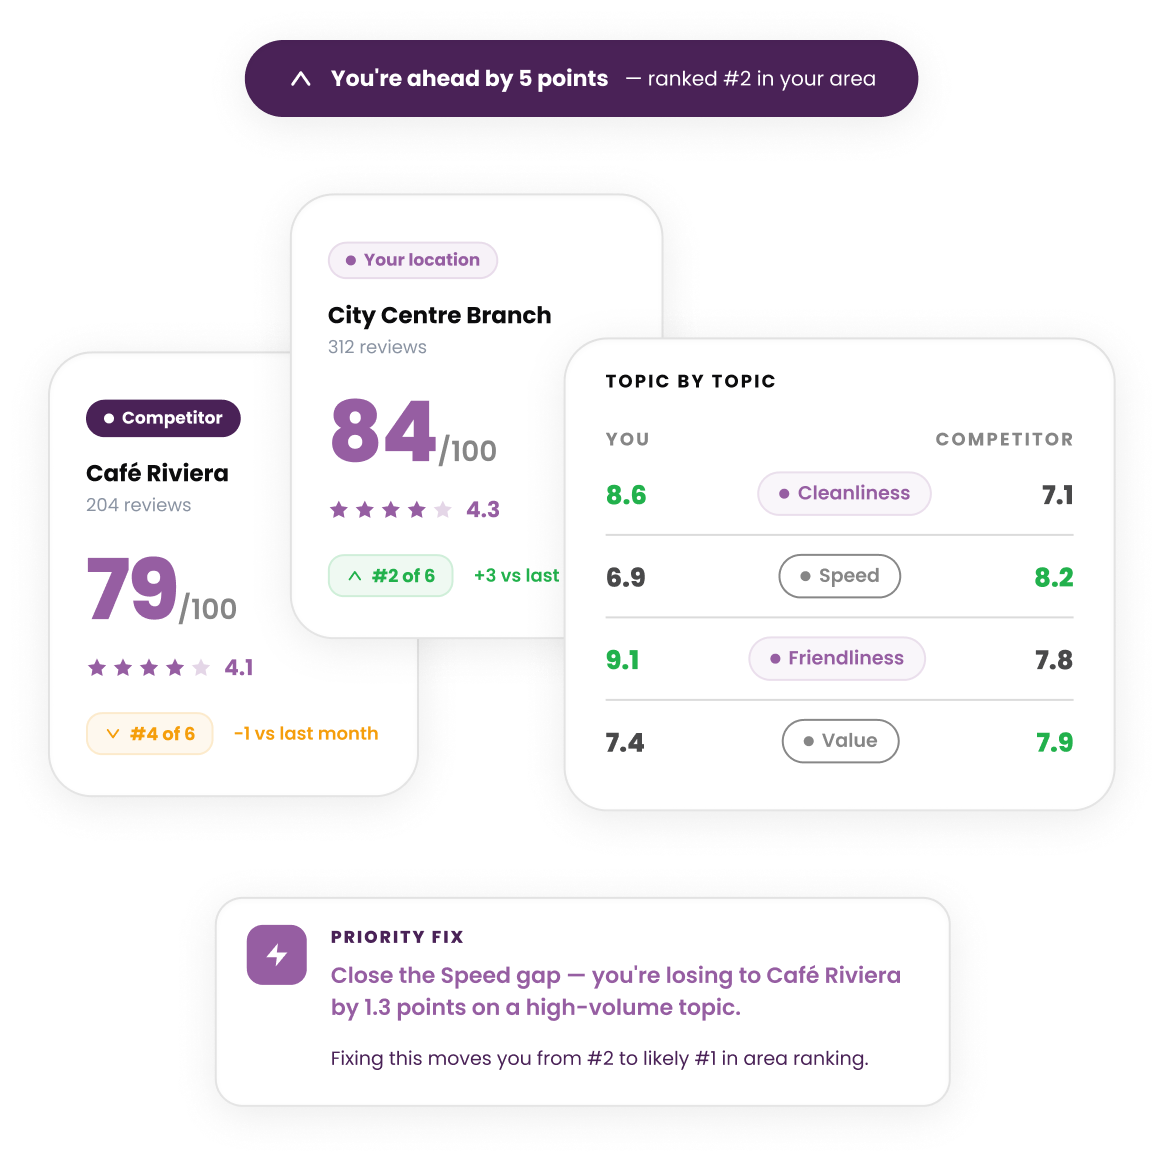 You're ahead by 5 points — ranked #2 in your area
Your location
City Centre Branch
312 reviews
84/100
4.3
#2 of 6 +3 vs last
Competitor
Café Riviera
204 reviews
79/100
4.1
#4 of 6 -1 vs last month
TOPIC BY TOPIC
YOU COMPETITOR
8.6 Cleanliness 7.1
6.9 Speed 8.2
9.1 Friendliness 7.8
7.4 Value 7.9
PRIORITY FIX
Close the Speed gap — you're losing to Café Riviera
by 1.3 points on a high-volume topic.
Fixing this moves you from #2 to likely #1 in area ranking.